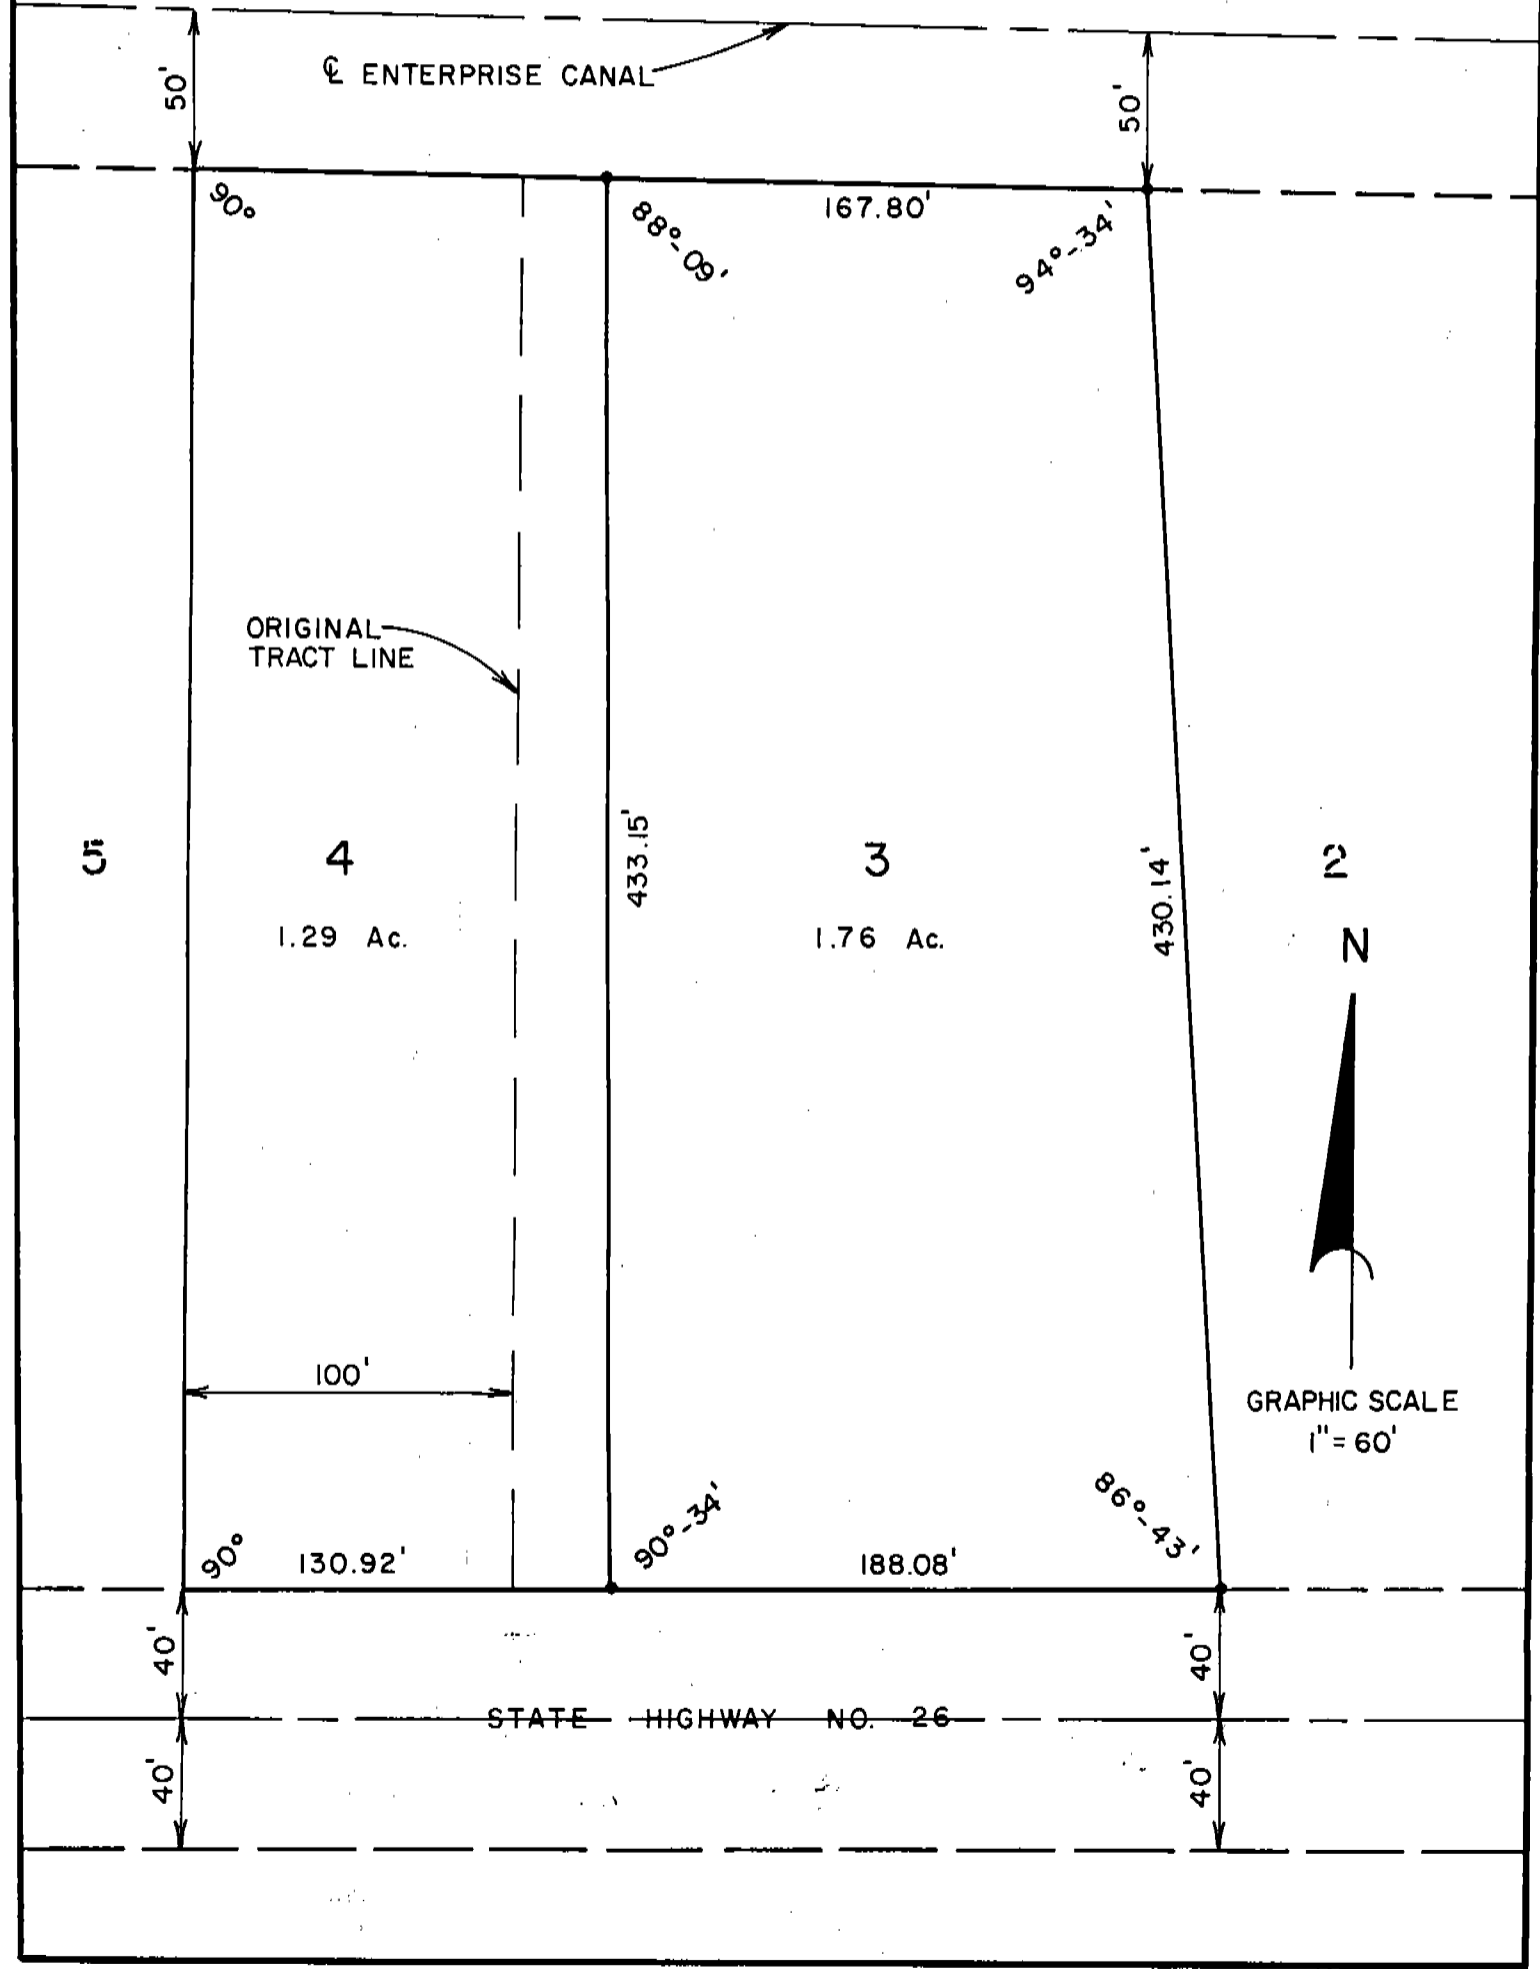 ℄ ENTERPRISE CANAL
50'
50'
90°
88°-09'
167.80'
94°-34'
ORIGINAL
TRACT LINE
433.15'
430.14'
5
4
3
2
1.29 Ac.
1.76 Ac.
N
100'
GRAPHIC SCALE
1"=60'
90°
130.92'
90°-34'
188.08'
86°-43'
40'
40'
STATE HIGHWAY NO. 26
40'
40'